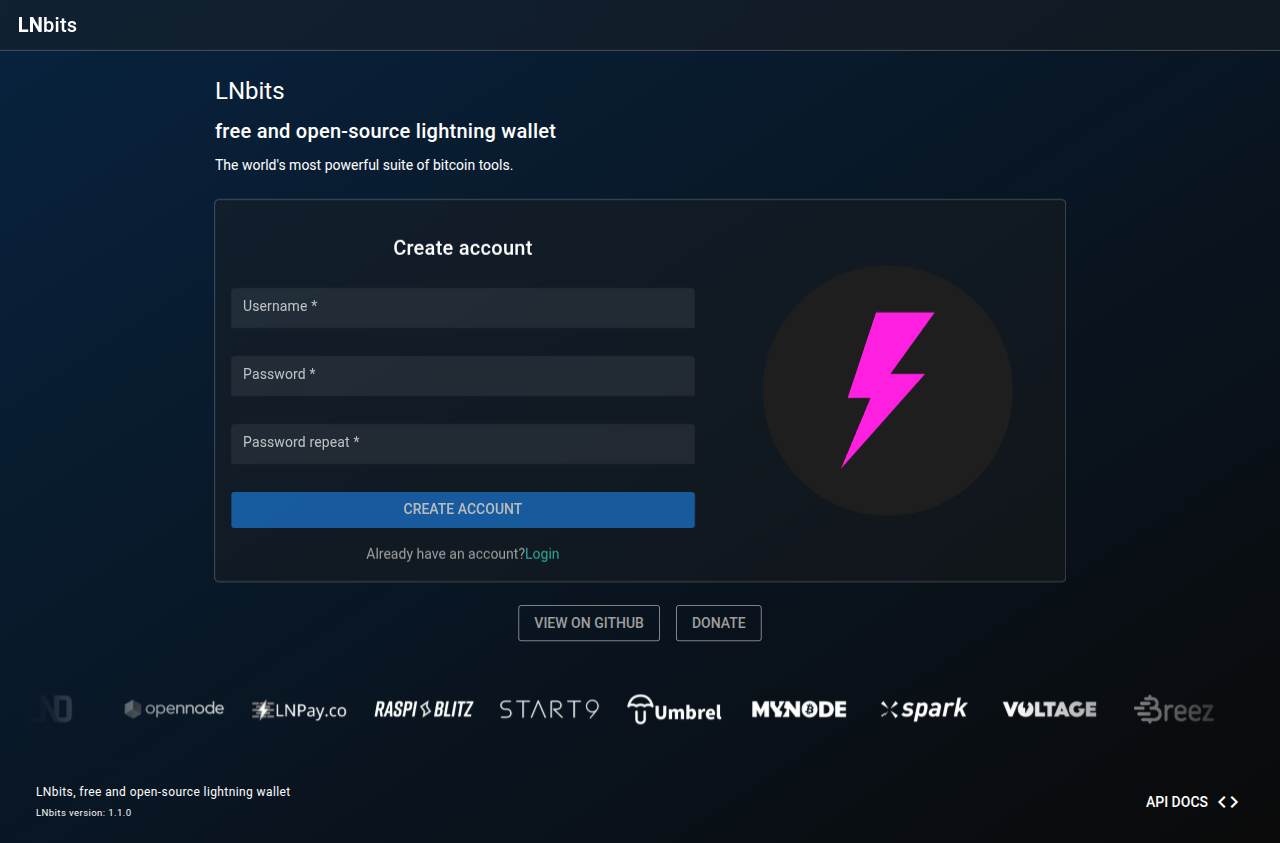 LNbits
LNbits
free and open-source lightning wallet
The world's most powerful suite of bitcoin tools.
Create account
Username *
Password *
Password repeat *
CREATE ACCOUNT
Already have an account?Login
VIEW ON GITHUB
DONATE
LND
opennode
LNPay.co
RASPI BLITZ
START9
Umbrel
MYNODE
spark
VOLTAGE
Breez
LNbits, free and open-source lightning wallet
LNbits version: 1.1.0
API DOCS